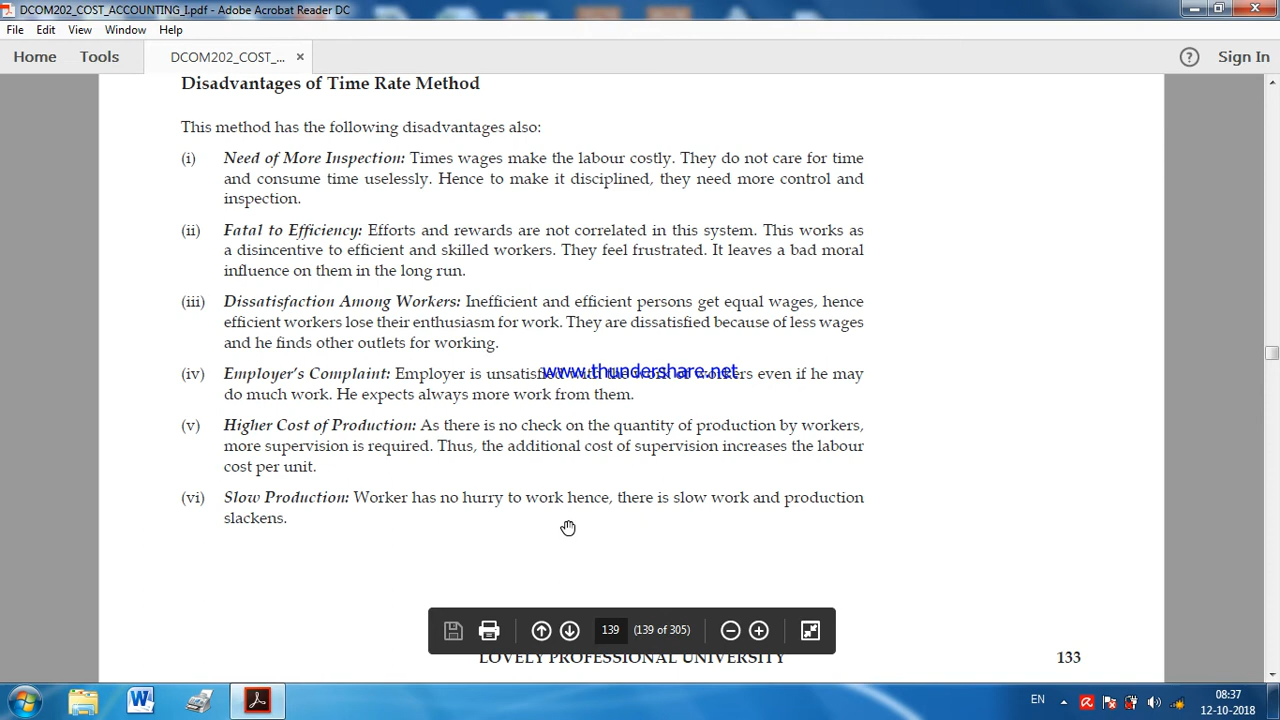 DCOM202_COST_ACCOUNTING_I.pdf - Adobe Acrobat Reader DC
File Edit View Window Help
Home Tools DCOM202_COST_... × ? Sign In
Disadvantages of Time Rate Method
This method has the following disadvantages also:
(i) Need of More Inspection: Times wages make the labour costly. They do not care for time
and consume time uselessly. Hence to make it disciplined, they need more control and
inspection.
(ii) Fatal to Efficiency: Efforts and rewards are not correlated in this system. This works as
a disincentive to efficient and skilled workers. They feel frustrated. It leaves a bad moral
influence on them in the long run.
(iii) Dissatisfaction Among Workers: Inefficient and efficient persons get equal wages, hence
efficient workers lose their enthusiasm for work. They are dissatisfied because of less wages
and he finds other outlets for working.
(iv) Employer's Complaint: Employer is unsatisfied with the work of workers even if he may
www.thundershare.net
do much work. He expects always more work from them.
(v) Higher Cost of Production: As there is no check on the quantity of production by workers,
more supervision is required. Thus, the additional cost of supervision increases the labour
cost per unit.
(vi) Slow Production: Worker has no hurry to work hence, there is slow work and production
slackens.
139 (139 of 305)
LOVELY PROFESSIONAL UNIVERSITY 133
EN 08:37
12-10-2018